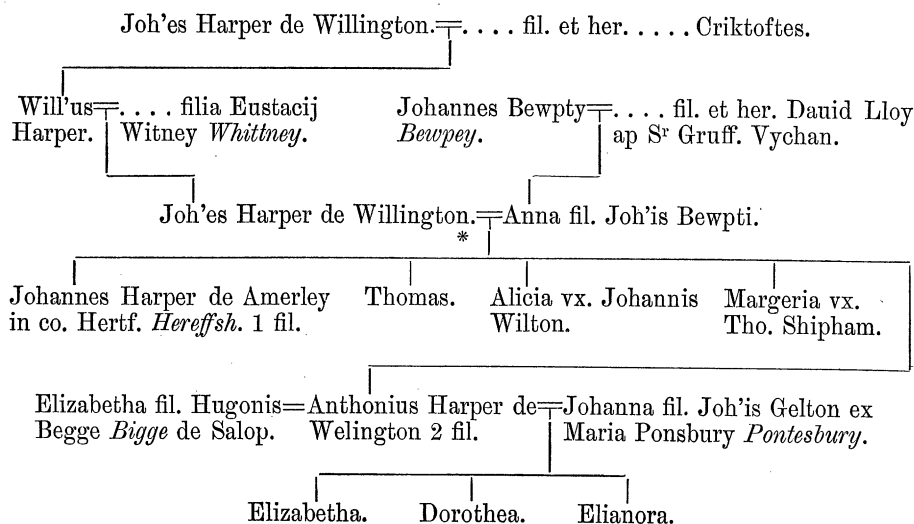 Joh'es Harper de Willington.=. . . . fil. et her. . . . . Criktoftes.
Will'us=. . . . filia Eustacij Johannes Bewpty=. . . . fil. et her. Dauid Lloy
Harper. Witney Whittney. Bewpey. ap Sr Gruff. Vychan.
Joh'es Harper de Willington.=Anna fil. Joh'is Bewpti.
*
Johannes Harper de Amerley Thomas. Alicia vx. Johannis Margeria vx.
in co. Hertf. Hereffsh. 1 fil. Wilton. Tho. Shipham.
Elizabetha fil. Hugonis=Anthonius Harper de=Johanna fil. Joh'is Gelton ex
Begge Bigge de Salop. Welington 2 fil. Maria Ponsbury Pontesbury.
Elizabetha. Dorothea. Elianora.